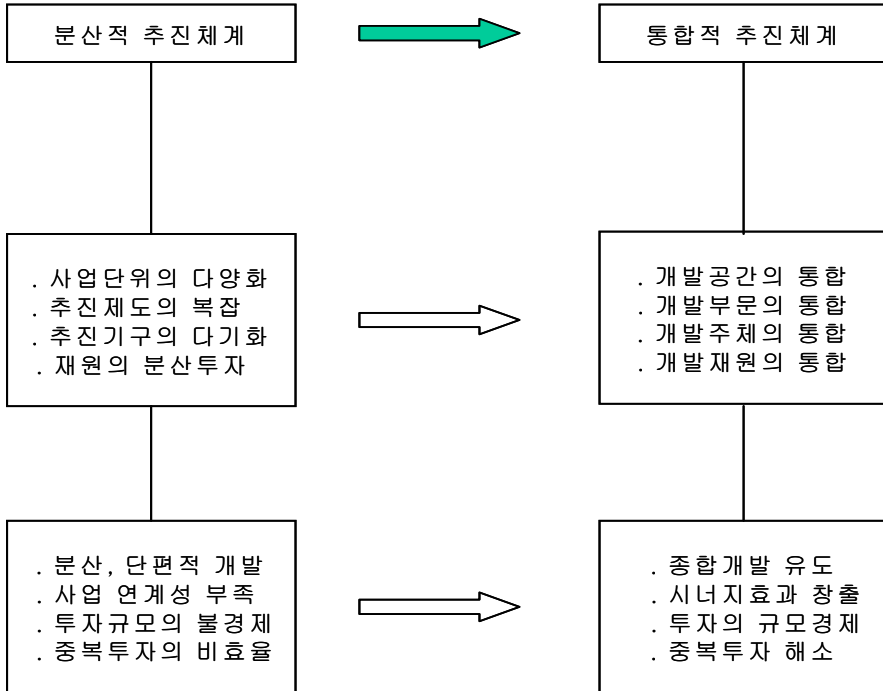 분산적 추진체계
통합적 추진체계
. 사업단위의 다양화
. 추진제도의 복잡
. 추진기구의 다기화
. 재원의 분산투자
. 개발공간의 통합
. 개발부문의 통합
. 개발주체의 통합
. 개발재원의 통합
. 분산, 단편적 개발
. 사업 연계성 부족
. 투자규모의 불경제
. 중복투자의 비효율
. 종합개발 유도
. 시너지효과 창출
. 투자의 규모경제
. 중복투자 해소